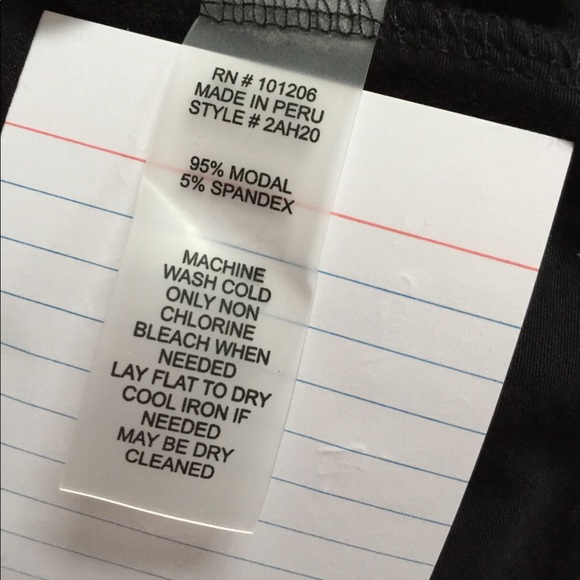 RN # 101206
MADE IN PERU
STYLE # 2AH20
95% MODAL
5% SPANDEX
MACHINE
WASH COLD
ONLY NON
CHLORINE
BLEACH WHEN
NEEDED
LAY FLAT TO DRY
COOL IRON IF
NEEDED
MAY BE DRY
CLEANED